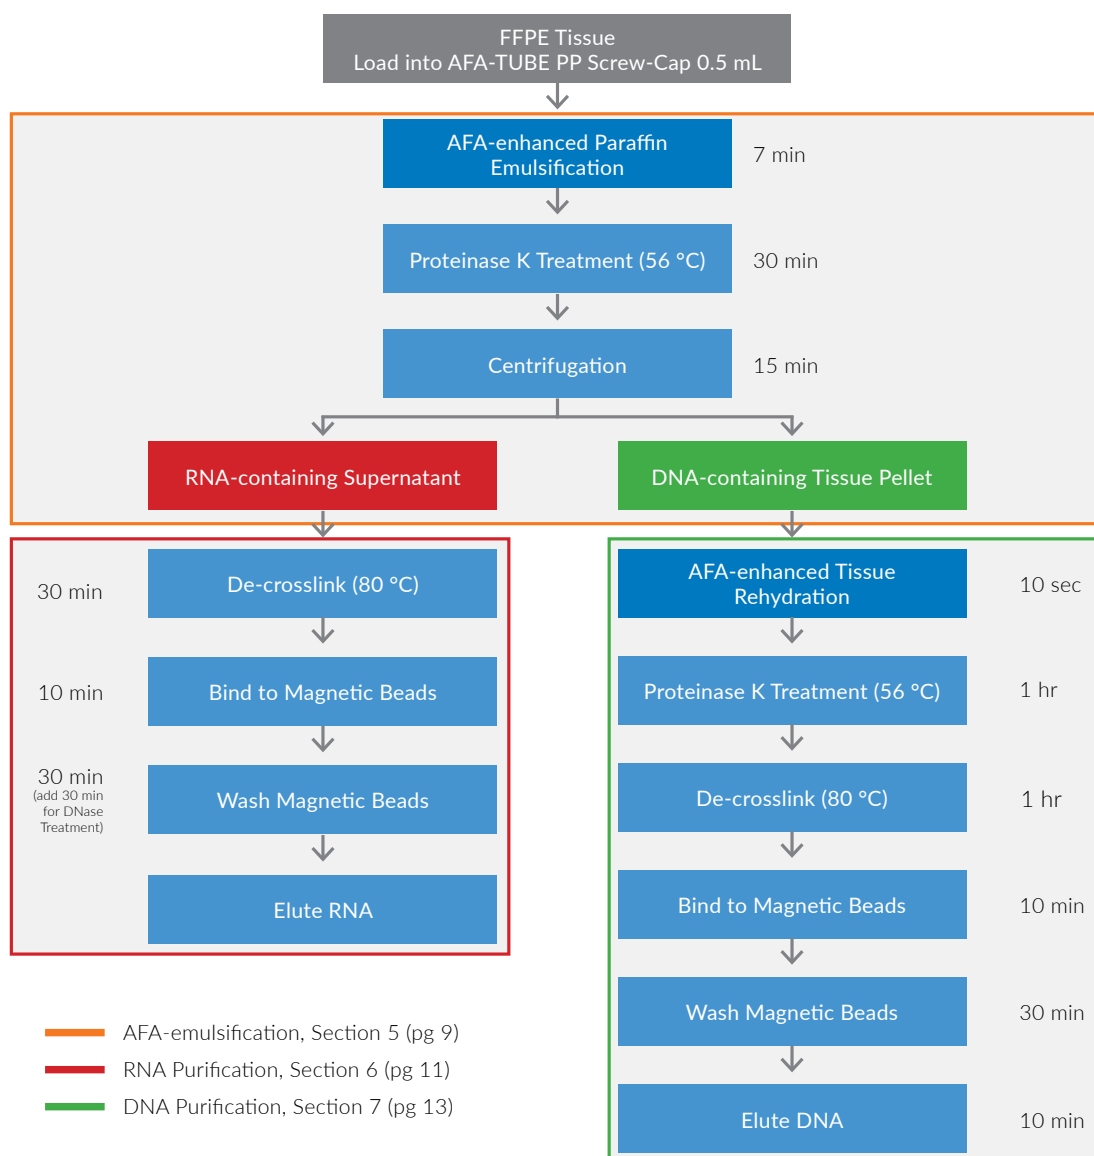 FFPE Tissue
Load into AFA-TUBE PP Screw-Cap 0.5 mL
AFA-enhanced Paraffin
Emulsification
7 min
Proteinase K Treatment (56 °C)
30 min
Centrifugation
15 min
RNA-containing Supernatant
DNA-containing Tissue Pellet
30 min
De-crosslink (80 °C)
10 min
Bind to Magnetic Beads
30 min
(add 30 min
for DNase
Treatment)
Wash Magnetic Beads
Elute RNA
AFA-enhanced Tissue
Rehydration
10 sec
Proteinase K Treatment (56 °C)
1 hr
De-crosslink (80 °C)
1 hr
Bind to Magnetic Beads
10 min
Wash Magnetic Beads
30 min
Elute DNA
10 min
AFA-emulsification, Section 5 (pg 9)
RNA Purification, Section 6 (pg 11)
DNA Purification, Section 7 (pg 13)